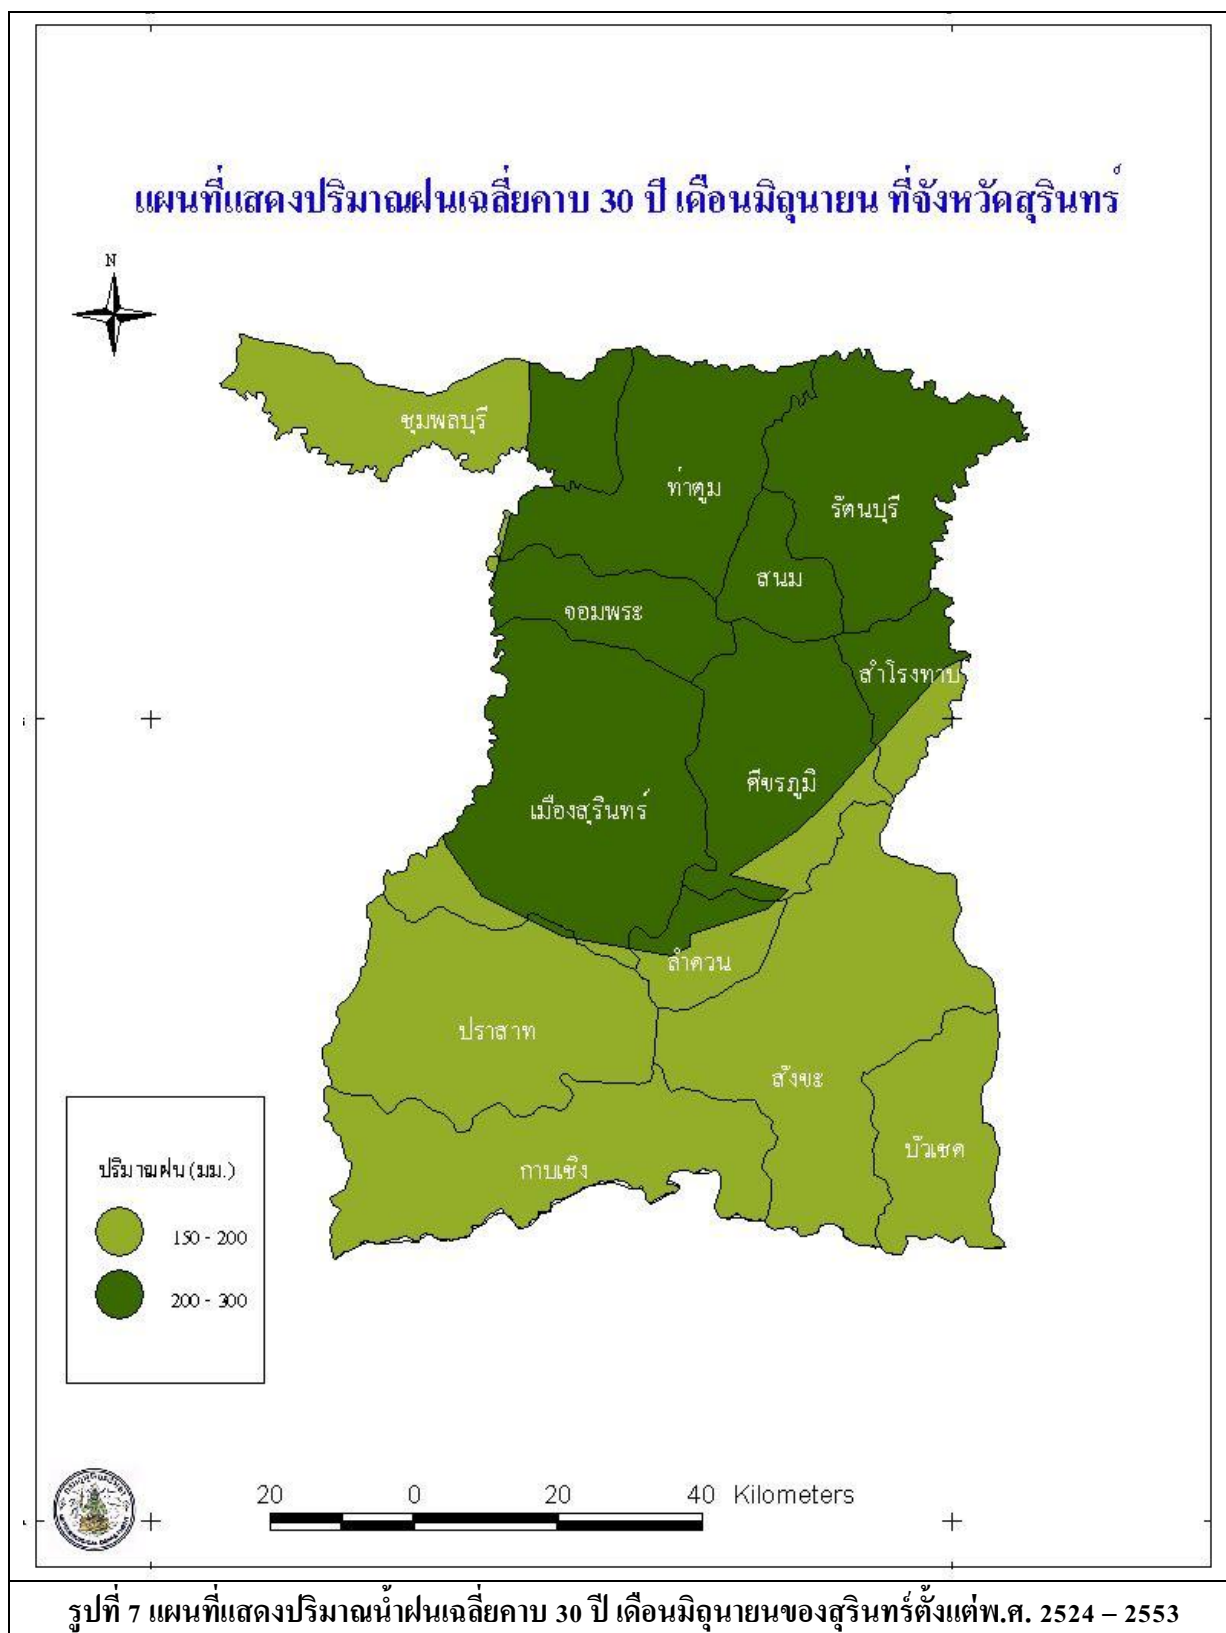 แผนที่แสดงปริมาณฝนเฉลี่ยคาบ 30 ปี เดือนมิถุนายน ที่จังหวัดสุรินทร์
N
ชุมพลบุรี
ท่าตูม
รัตนบุรี
สนม
จอมพระ
สำโรงทาบ
ศีขรภูมิ
เมืองสุรินทร์
ลำดวน
ปราสาท
สังขะ
บัวเชด
กาบเชิง
ปริมาณฝน (มม.)
150 - 200
200 - 300
20 0 20 40 Kilometers
รูปที่ 7 แผนที่แสดงปริมาณน้ำฝนเฉลี่ยคาบ 30 ปี เดือนมิถุนายนของสุรินทร์ตั้งแต่พ.ศ. 2524 – 2553